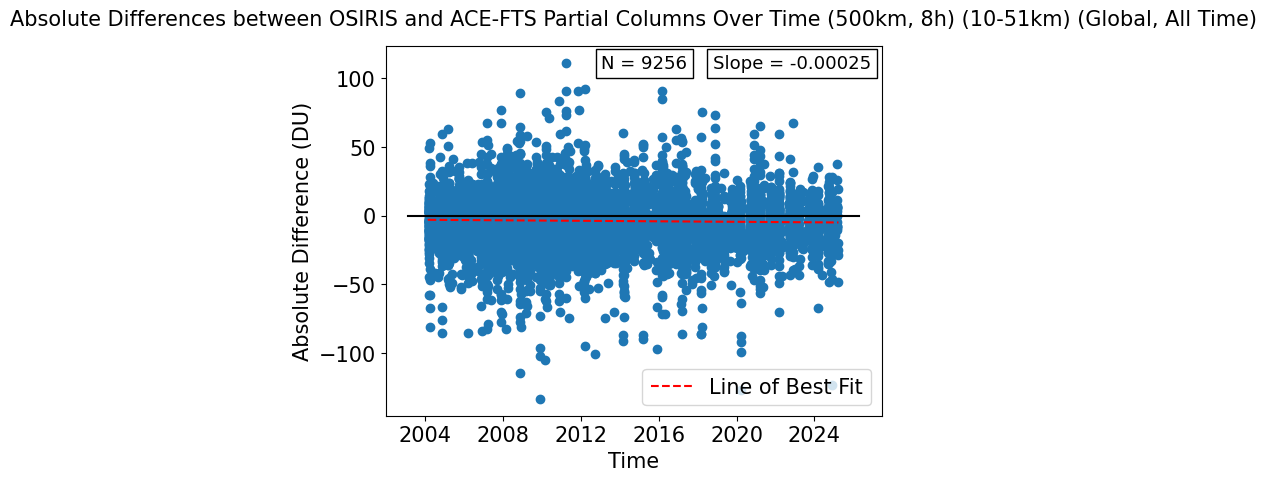 Absolute Differences between OSIRIS and ACE-FTS Partial Columns Over Time (500km, 8h) (10-51km) (Global, All Time)
N = 9256
Slope = -0.00025
Absolute Difference (DU)
100
50
0
−50
−100
Line of Best Fit
2004 2008 2012 2016 2020 2024
Time